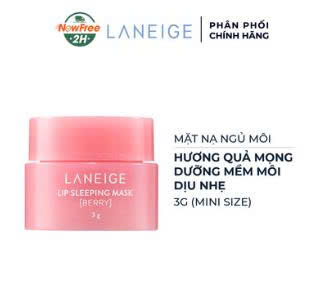 NowFree
2H
LANEIGE
PHÂN PHỐI
CHÍNH HÃNG
MẶT NẠ NGỦ MÔI
HƯƠNG QUẢ MỌNG
DƯỠNG MỀM MÔI
DỊU NHẸ
3G (MINI SIZE)
LANEIGE
LIP SLEEPING MASK
[BERRY]
3 g